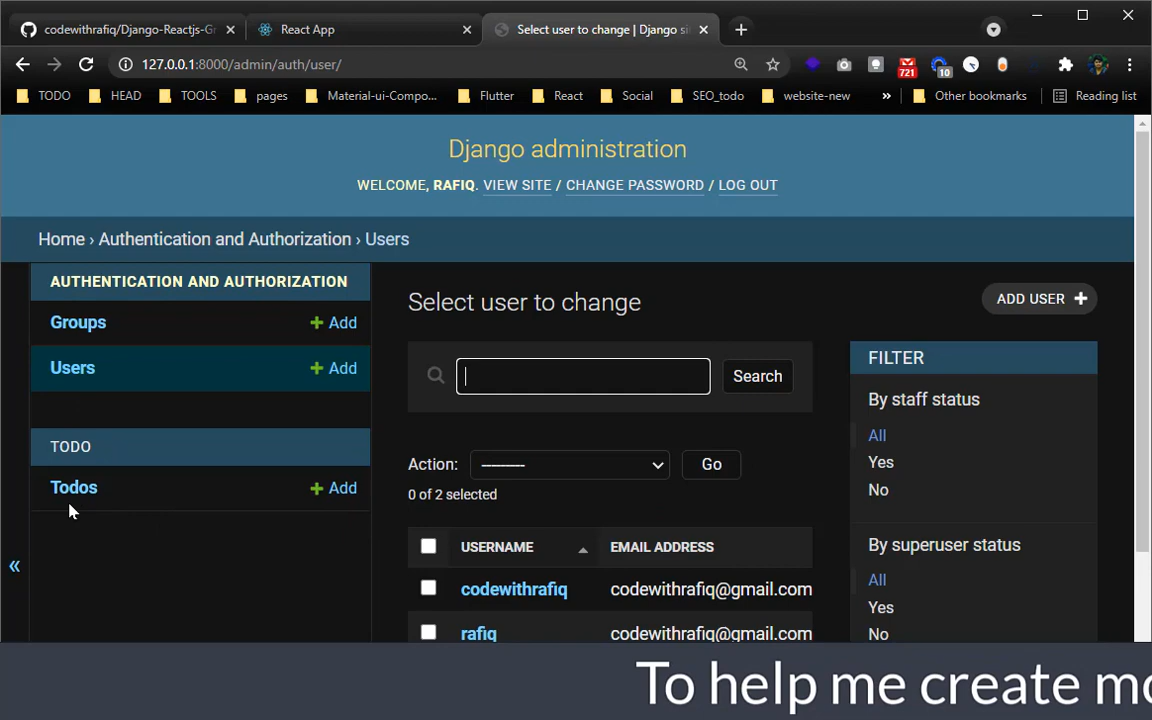 codewithrafiq/Django-Reactjs-Gr
React App
Select user to change | Django si
127.0.0.1:8000/admin/auth/user/
721
10
TODO
HEAD
TOOLS
pages
Material-ui-Compo...
Flutter
React
Social
SEO_todo
website-new
»
Other bookmarks
Reading list
Django administration
WELCOME, RAFIQ. VIEW SITE / CHANGE PASSWORD / LOG OUT
Home › Authentication and Authorization › Users
AUTHENTICATION AND AUTHORIZATION
Groups + Add
Users + Add
TODO
Todos + Add
«
Select user to change
ADD USER +
Search
Action: ---------
Go
0 of 2 selected
USERNAME EMAIL ADDRESS
codewithrafiq codewithrafiq@gmail.com
rafiq codewithrafiq@gmail.com
FILTER
By staff status
All
Yes
No
By superuser status
All
Yes
No
To help me create mo